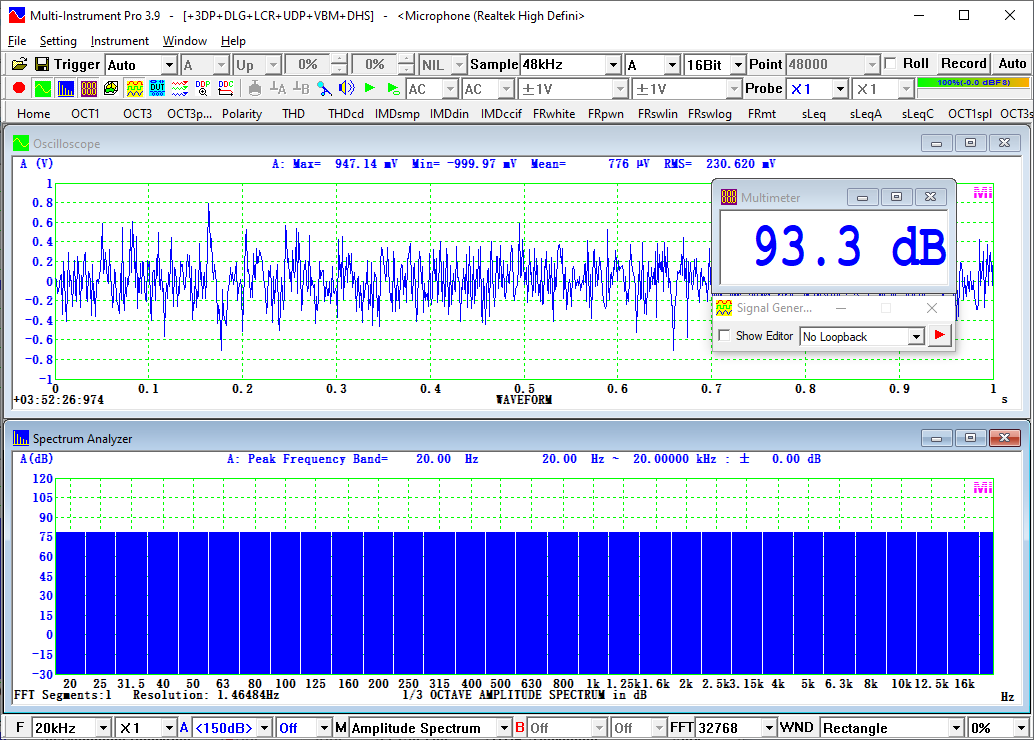 Multi-Instrument Pro 3.9 - [+3DP+DLG+LCR+UDP+VBM+DHS] - <Microphone (Realtek High Defini>
File Setting Instrument Window Help
Trigger Auto A Up 0% 0% NIL Sample 48kHz A 16Bit Point 48000 Roll Record Auto
AC AC ±1V ±1V Probe X1 X1 100%(-0.0 dBFS)
Home OCT1 OCT3 OCT3p... Polarity THD THDcd IMDsmp IMDdin IMDccif FRwhite FRpwn FRswlin FRswlog FRmt sLeq sLeqA sLeqC OCT1spl OCT3s
Oscilloscope
A (V) A: Max= 947.14 mV Min= -999.97 mV Mean= 776 µV RMS= 230.620 mV
1
0.8
0.6
0.4
0.2
0
-0.2
-0.4
-0.6
-0.8
-1
MI
Multimeter
93.3 dB
Signal Gener...
Show Editor No Loopback
0 0.1 0.2 0.3 0.4 0.5 0.6 0.7 0.8 0.9 1
+03:52:26:974 WAVEFORM s
Spectrum Analyzer
A(dB) A: Peak Frequency Band= 20.00 Hz 20.00 Hz ~ 20.00000 kHz : ± 0.00 dB
120
105
90
75
60
45
30
15
0
-15
-30
MI
20 25 31.5 40 50 63 80 100 125 160 200 250 315 400 500 630 800 1k 1.25k 1.6k 2k 2.5k 3.15k 4k 5k 6.3k 8k 10k 12.5k 16k
FFT Segments:1 Resolution: 1.46484Hz 1/3 OCTAVE AMPLITUDE SPECTRUM in dB Hz
F 20kHz X1 A <150dB> Off M Amplitude Spectrum B Off Off FFT 32768 WND Rectangle 0%